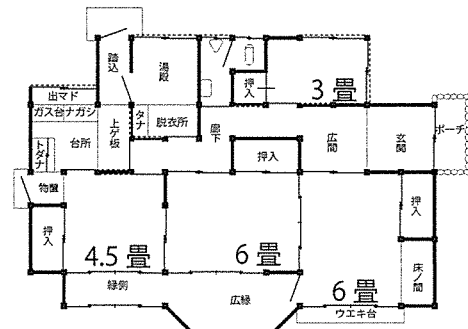 踏込
湯殿
押入
3 畳
出マド
ガス台ナガシ
上ゲ板
タナ
脱衣所
廊下
広間
玄関
ポーチ
台所
トダナ
押入
物置
押入
4.5 畳
6 畳
6 畳
押入
床ノ間
縁側
広縁
ウエキ台